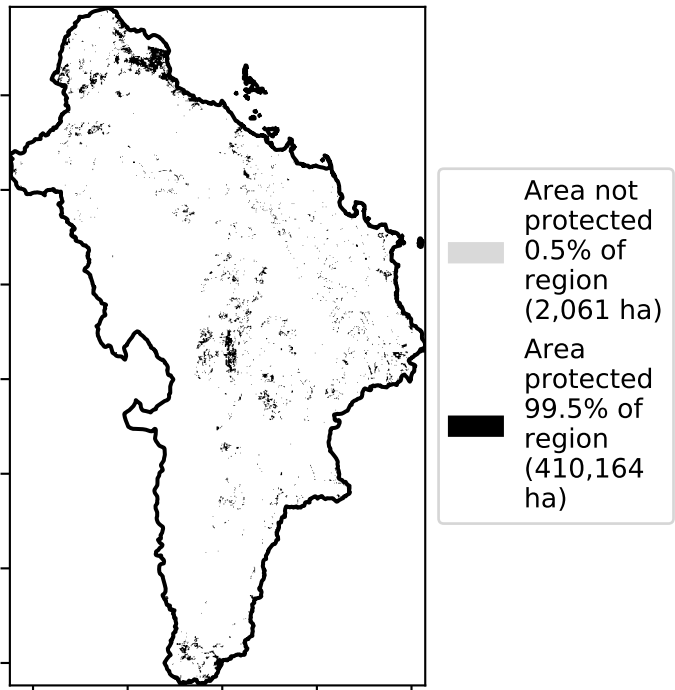 Area not
protected
0.5% of
region
(2,061 ha)
Area
protected
99.5% of
region
(410,164
ha)